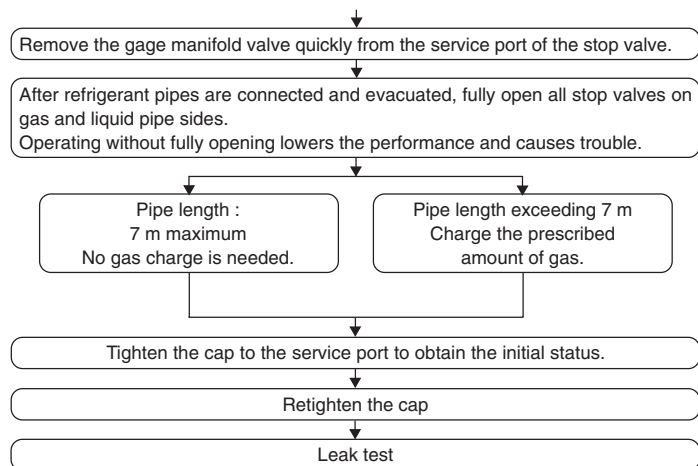 Remove the gage manifold valve quickly from the service port of the stop valve.
After refrigerant pipes are connected and evacuated, fully open all stop valves on
gas and liquid pipe sides.
Operating without fully opening lowers the performance and causes trouble.
Pipe length :
7 m maximum
No gas charge is needed.
Pipe length exceeding 7 m
Charge the prescribed
amount of gas.
Tighten the cap to the service port to obtain the initial status.
Retighten the cap
Leak test